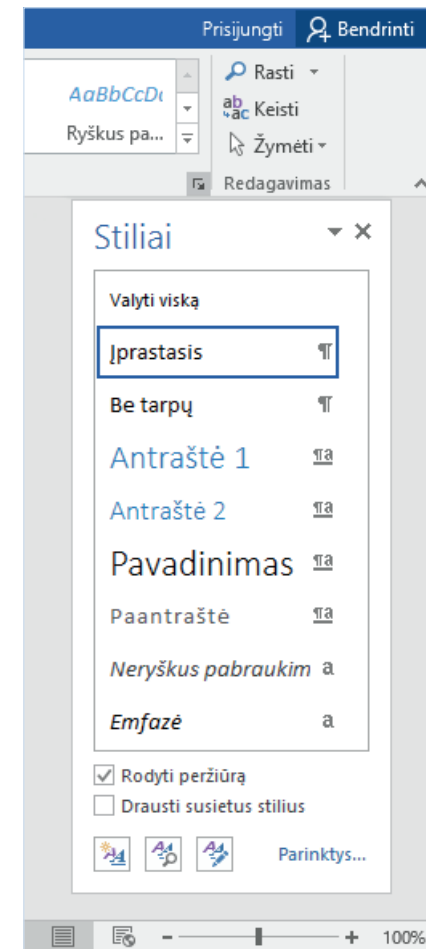 Prisijungti Bendrinti
AaBbCcDt
Ryškus pa...
Rasti
Keisti
Žymėti
Redagavimas
Stiliai
Valyti viską
Įprastasis
Be tarpų
Antraštė 1
Antraštė 2
Pavadinimas
Paantraštė
Neryškus pabraukim
Emfazė
Rodyti peržiūrą
Drausti susietus stilius
Parinktys...
100%